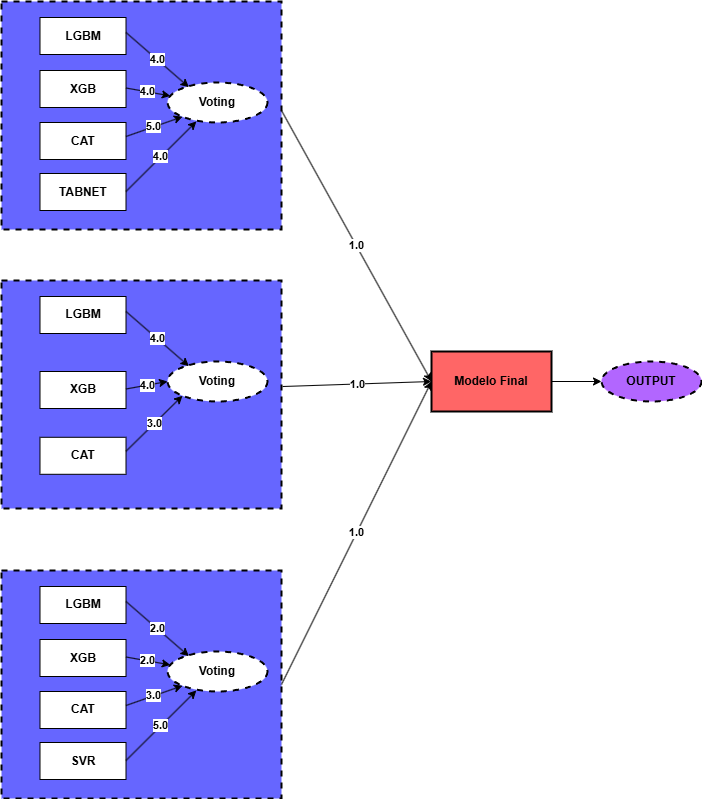 LGBM
4.0
XGB
4.0
Voting
CAT
5.0
TABNET
4.0
1.0
LGBM
4.0
XGB
4.0
Voting
CAT
3.0
1.0
Modelo Final
OUTPUT
1.0
LGBM
2.0
XGB
2.0
Voting
CAT
3.0
SVR
5.0